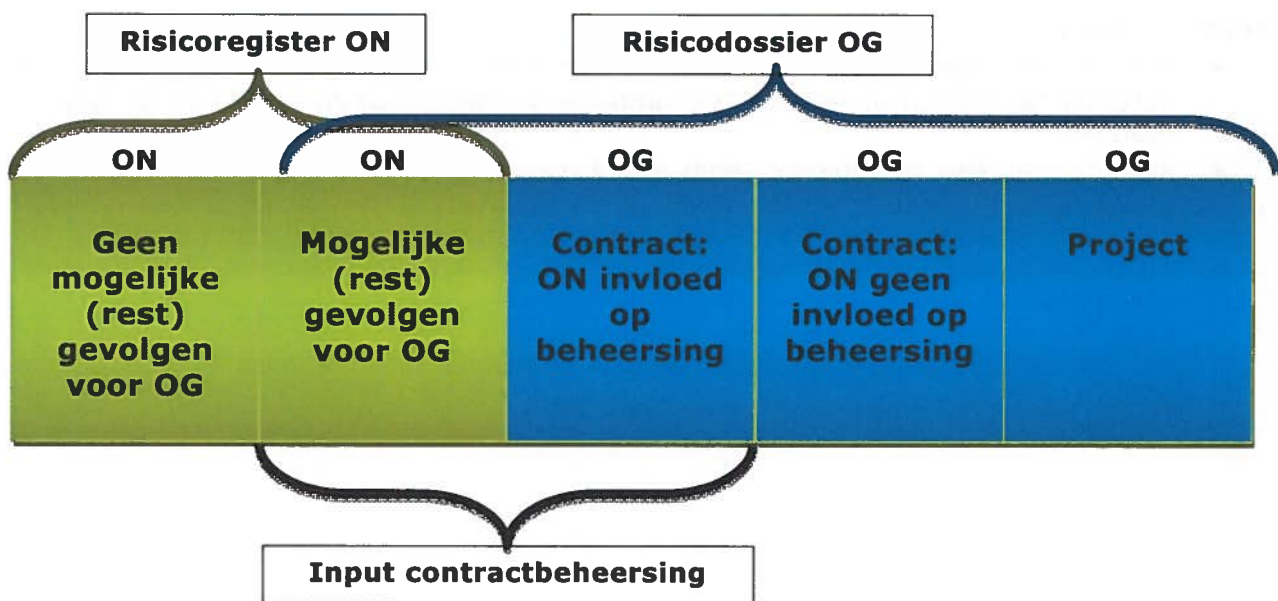 Risicoregister ON
Risicodossier OG
ON
ON
OG
OG
OG
Geen
mogelijke
(rest)
gevolgen
voor OG
Mogelijke
(rest)
gevolgen
voor OG
Contract:
ON invloed
op
beheersing
Contract:
ON geen
invloed op
beheersing
Project
Input contractbeheersing